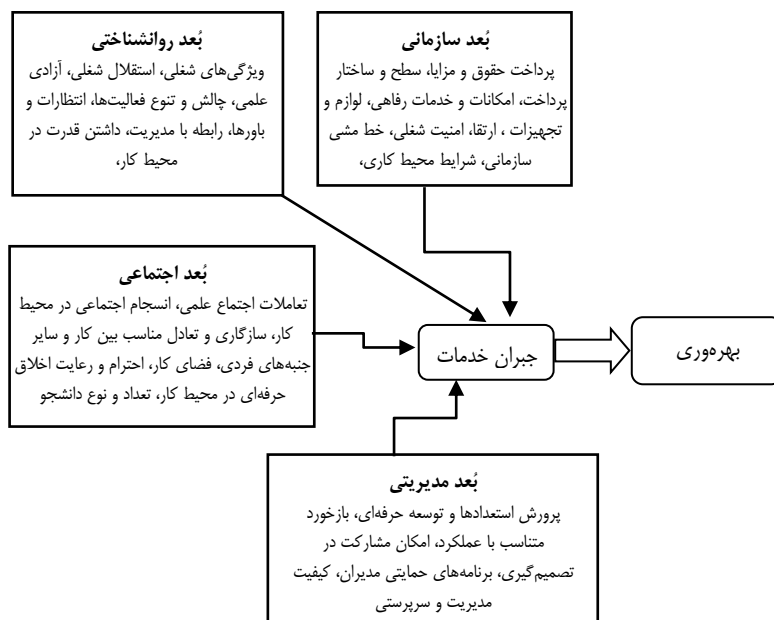 بُعد سازمانی
پرداخت حقوق و مزایا، سطح و ساختار
پرداخت، امکانات و خدمات رفاهی، لوازم و
تجهیزات ، ارتقا، امنیت شغلی، خط مشی
سازمانی، شرایط محیط کاری،
بُعد روانشناختی
ویژگی‌های شغلی، استقلال شغلی، آزادی
علمی، چالش و تنوع فعالیت‌ها، انتظارات و
باورها، رابطه با مدیریت، داشتن قدرت در
محیط کار،
بُعد اجتماعی
تعاملات اجتماع علمی، انسجام اجتماعی در محیط
کار، سازگاری و تعادل مناسب بین کار و سایر
جنبه‌های فردی، فضای کار، احترام و رعایت اخلاق
حرفه‌ای در محیط کار، تعداد و نوع دانشجو
جبران خدمات
بهره‌وری
بُعد مدیریتی
پرورش استعدادها و توسعه حرفه‌ای، بازخورد
متناسب با عملکرد، امکان مشارکت در
تصمیم‌گیری، برنامه‌های حمایتی مدیران، کیفیت
مدیریت و سرپرستی